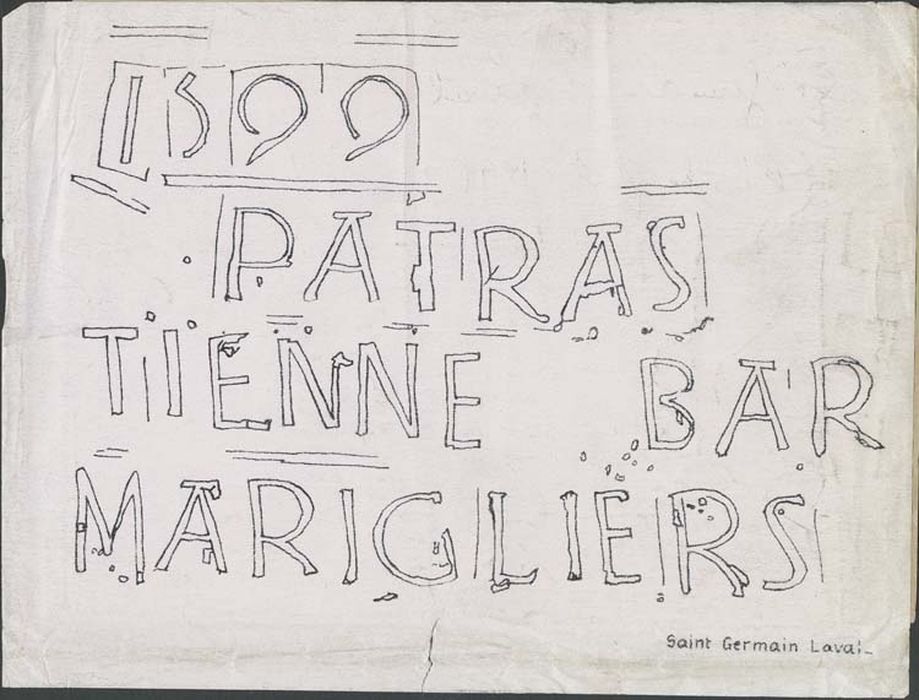 1599
PATRAS
TIENNE BAR
MARIGLIERS
Saint Germain Laval